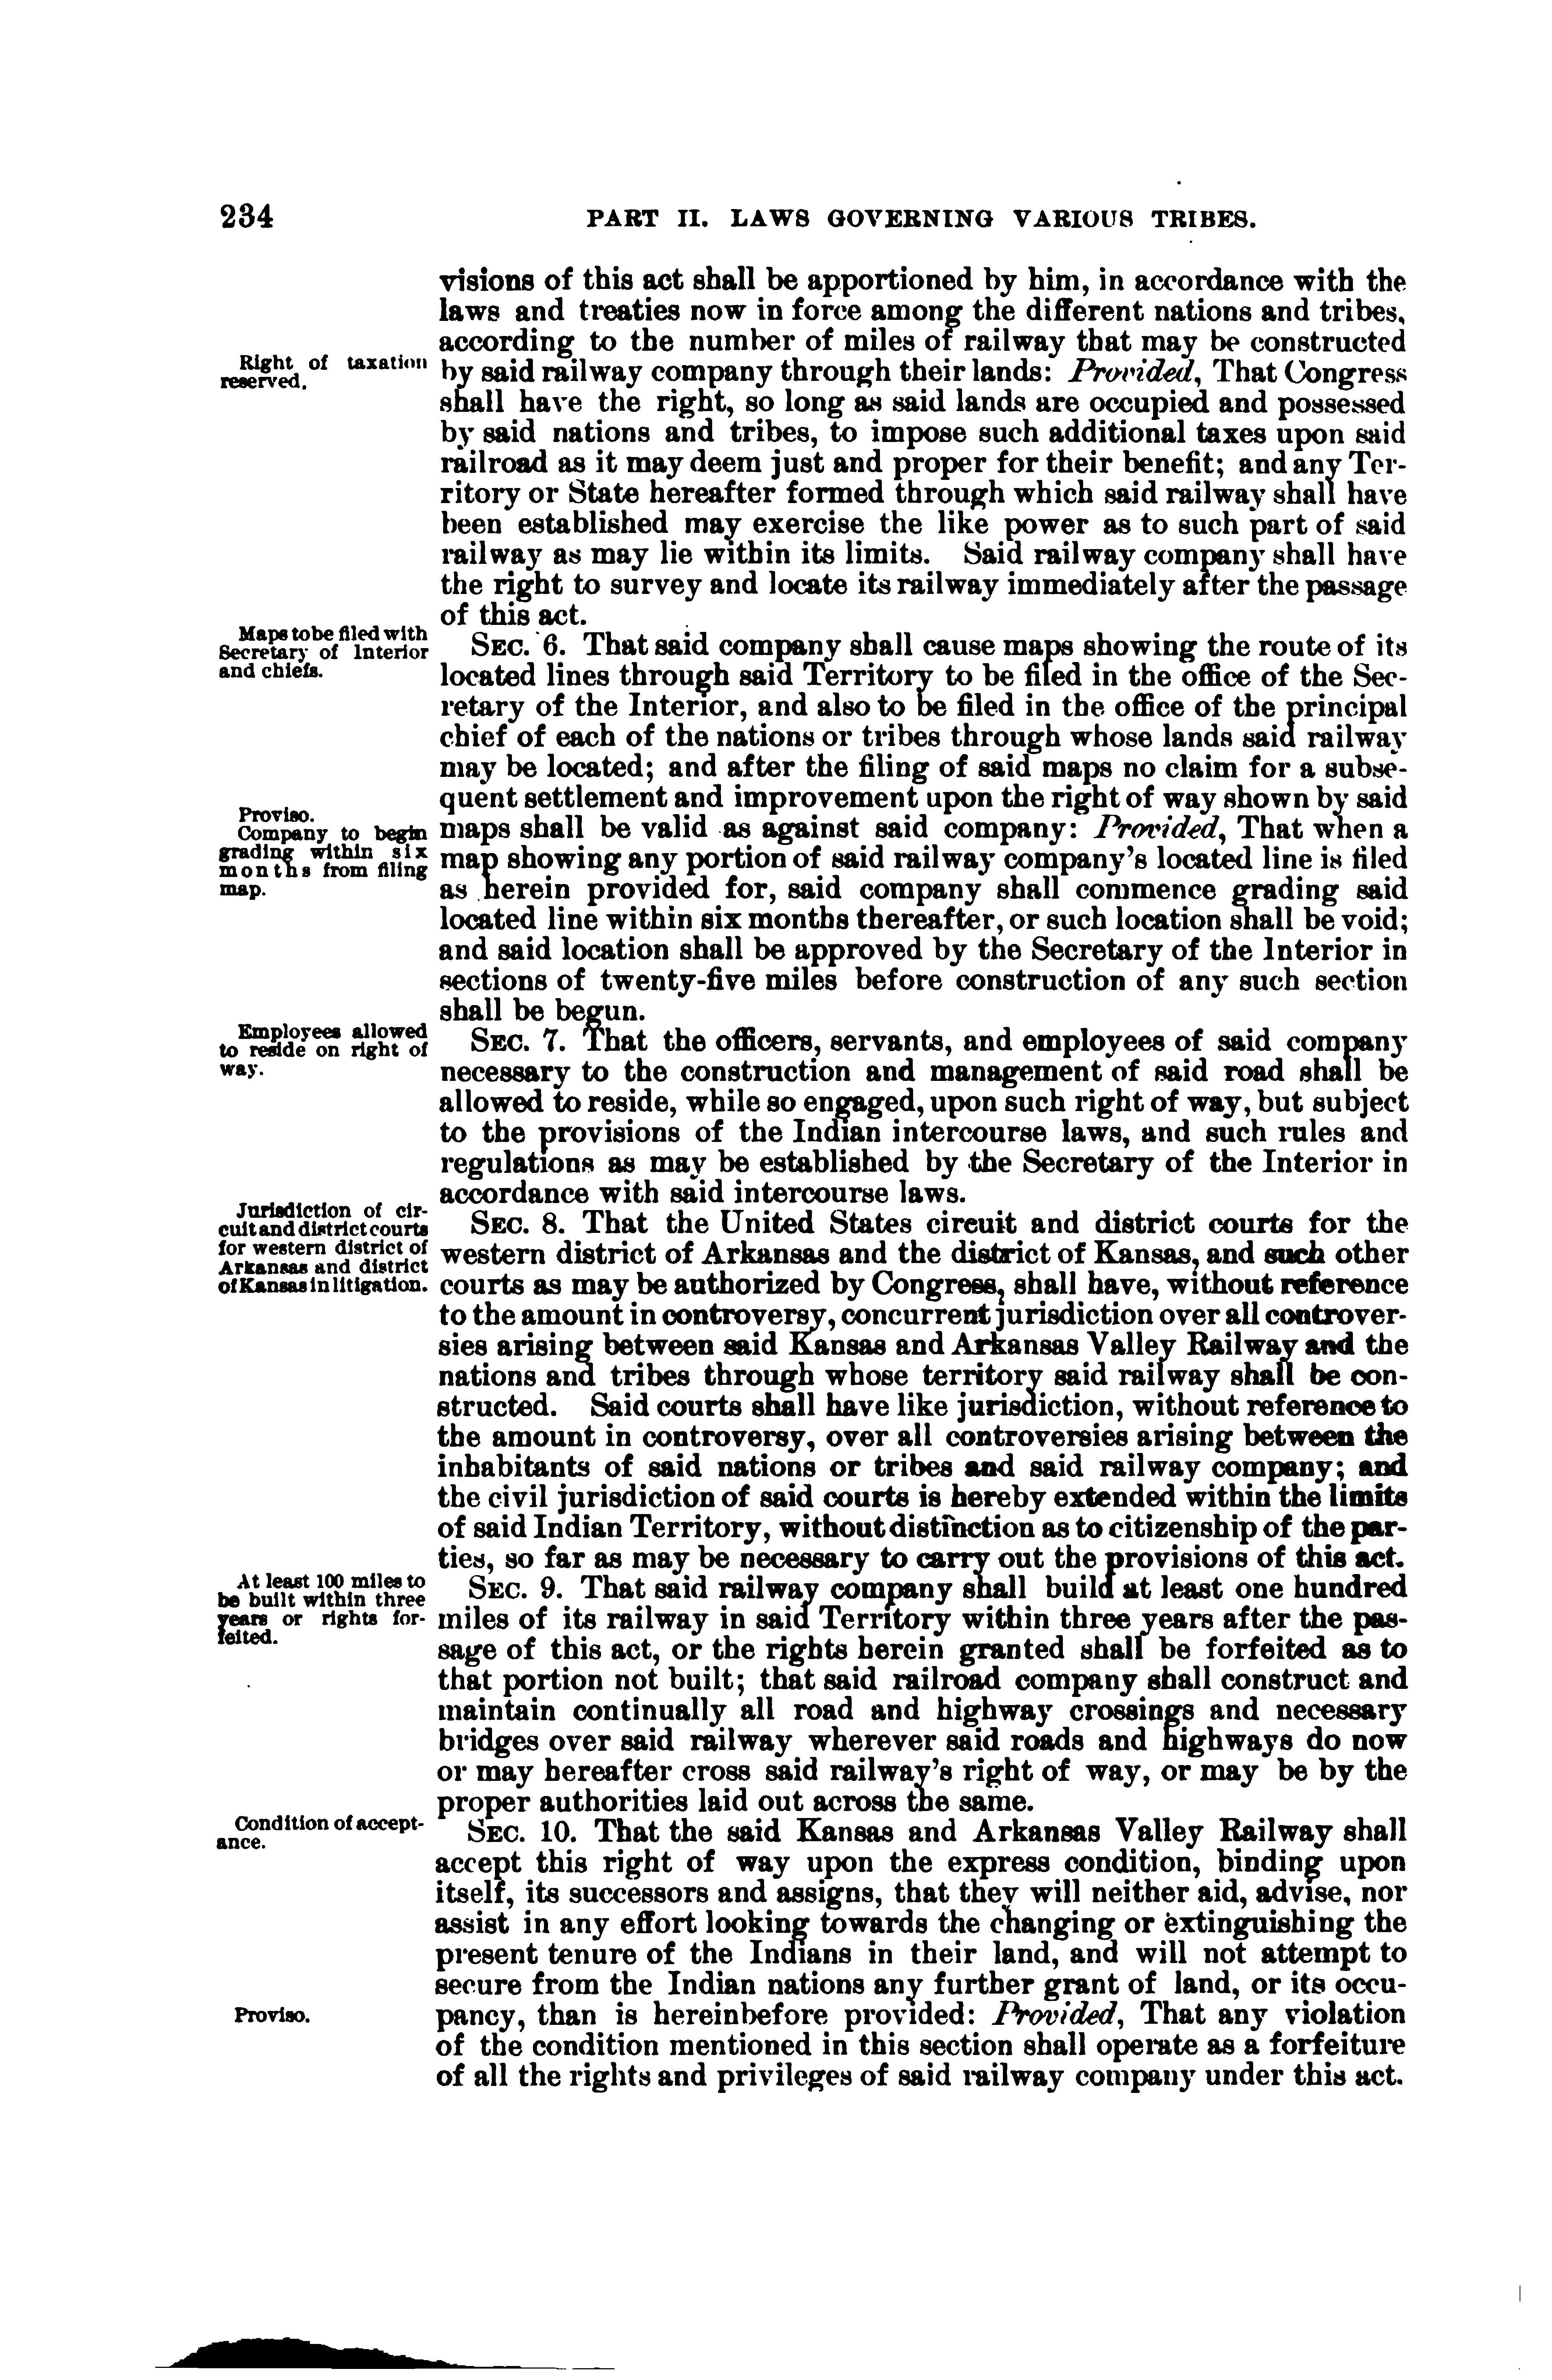 234 PART II. LAWS GOVERNING VARIOUS TRIBES.
visions of this act shall be apportioned by him, in accordance with the
laws and treaties now in force among the different nations and tribes,
according to the number of miles of railway that may be constructed
Right of taxation
reserved.
by said railway company through their lands: Provided, That Congress
shall have the right, so long as said lands are occupied and possessed
by said nations and tribes, to impose such additional taxes upon said
railroad as it may deem just and proper for their benefit; and any Ter-
ritory or State hereafter formed through which said railway shall have
been established may exercise the like power as to such part of said
railway as may lie within its limits. Said railway company shall have
the right to survey and locate its railway immediately after the passage
of this act.
Maps to be filed with
Secretary of Interior
and chiefs.
SEC. 6. That said company shall cause maps showing the route of its
located lines through said Territory to be filed in the office of the Sec-
retary of the Interior, and also to be filed in the office of the principal
chief of each of the nations or tribes through whose lands said railway
may be located; and after the filing of said maps no claim for a subse-
quent settlement and improvement upon the right of way shown by said
Proviso.
Company to begin
grading within six
months from filing
map.
maps shall be valid as against said company: Provided, That when a
map showing any portion of said railway company's located line is filed
as herein provided for, said company shall commence grading said
located line within six months thereafter, or such location shall be void;
and said location shall be approved by the Secretary of the Interior in
sections of twenty-five miles before construction of any such section
shall be begun.
Employees allowed
to reside on right of
way.
SEC. 7. That the officers, servants, and employees of said company
necessary to the construction and management of said road shall be
allowed to reside, while so engaged, upon such right of way, but subject
to the provisions of the Indian intercourse laws, and such rules and
regulations as may be established by the Secretary of the Interior in
accordance with said intercourse laws.
Jurisdiction of cir-
cuit and district courts
for western district of
Arkansas and district
of Kansas in litigation.
SEC. 8. That the United States circuit and district courts for the
western district of Arkansas and the district of Kansas, and such other
courts as may be authorized by Congress, shall have, without reference
to the amount in controversy, concurrent jurisdiction over all controver-
sies arising between said Kansas and Arkansas Valley Railway and the
nations and tribes through whose territory said railway shall be con-
structed. Said courts shall have like jurisdiction, without reference to
the amount in controversy, over all controversies arising between the
inhabitants of said nations or tribes and said railway company; and
the civil jurisdiction of said courts is hereby extended within the limits
of said Indian Territory, without distinction as to citizenship of the par-
ties, so far as may be necessary to carry out the provisions of this act.
At least 100 miles to
be built within three
years or rights for-
feited.
SEC. 9. That said railway company shall build at least one hundred
miles of its railway in said Territory within three years after the pas-
sage of this act, or the rights herein granted shall be forfeited as to
that portion not built; that said railroad company shall construct and
maintain continually all road and highway crossings and necessary
bridges over said railway wherever said roads and highways do now
or may hereafter cross said railway's right of way, or may be by the
proper authorities laid out across the same.
Condition of accept-
ance.
SEC. 10. That the said Kansas and Arkansas Valley Railway shall
accept this right of way upon the express condition, binding upon
itself, its successors and assigns, that they will neither aid, advise, nor
assist in any effort looking towards the changing or extinguishing the
present tenure of the Indians in their land, and will not attempt to
secure from the Indian nations any further grant of land, or its occu-
Proviso.
pancy, than is hereinbefore provided: Provided, That any violation
of the condition mentioned in this section shall operate as a forfeiture
of all the rights and privileges of said railway company under this act.